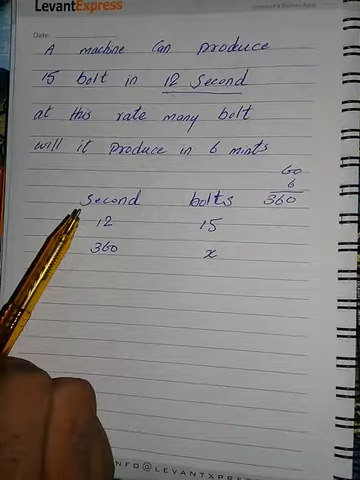 LevantExpress
Date:
A machine can produce
15 bolt in 12 second
at this rate many bolt
will it produce in 6 mints
60
6
second bolts 360
12 15
360 x
INFO@LEVANTXPRE